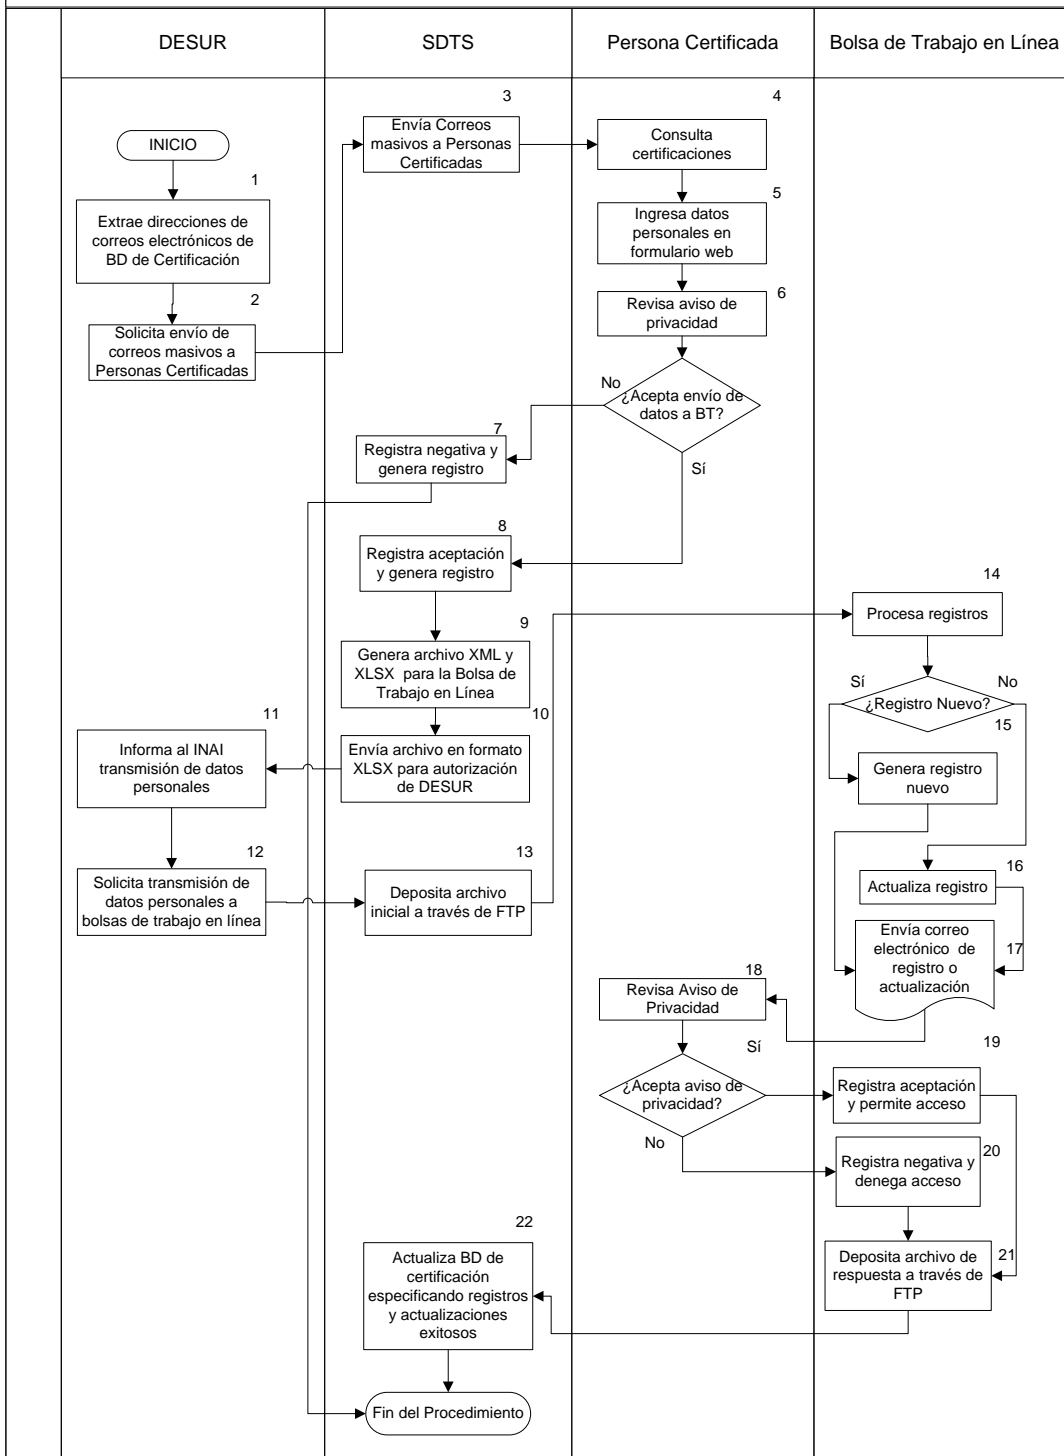 DESUR
SDTS
Persona Certificada
Bolsa de Trabajo en Línea
INICIO
1
Extrae direcciones de
correos electrónicos de
BD de Certificación
2
Solicita envío de
correos masivos a
Personas Certificadas
3
Envía Correos
masivos a Personas
Certificadas
4
Consulta
certificaciones
5
Ingresa datos
personales en
formulario web
6
Revisa aviso de
privacidad
¿Acepta envío de
datos a BT?
No
Sí
7
Registra negativa y
genera registro
8
Registra aceptación
y genera registro
9
Genera archivo XML y
XLSX para la Bolsa de
Trabajo en Línea
10
Envía archivo en formato
XLSX para autorización
de DESUR
11
Informa al INAI
transmisión de datos
personales
12
Solicita transmisión de
datos personales a
bolsas de trabajo en línea
13
Deposita archivo
inicial a través de FTP
14
Procesa registros
¿Registro Nuevo?
Sí
No
15
Genera registro
nuevo
16
Actualiza registro
17
Envía correo
electrónico de
registro o
actualización
18
Revisa Aviso de
Privacidad
¿Acepta aviso de
privacidad?
Sí
No
19
Registra aceptación
y permite acceso
20
Registra negativa y
denega acceso
21
Deposita archivo de
respuesta a través de
FTP
22
Actualiza BD de
certificación
especificando registros
y actualizaciones
exitosos
Fin del Procedimiento